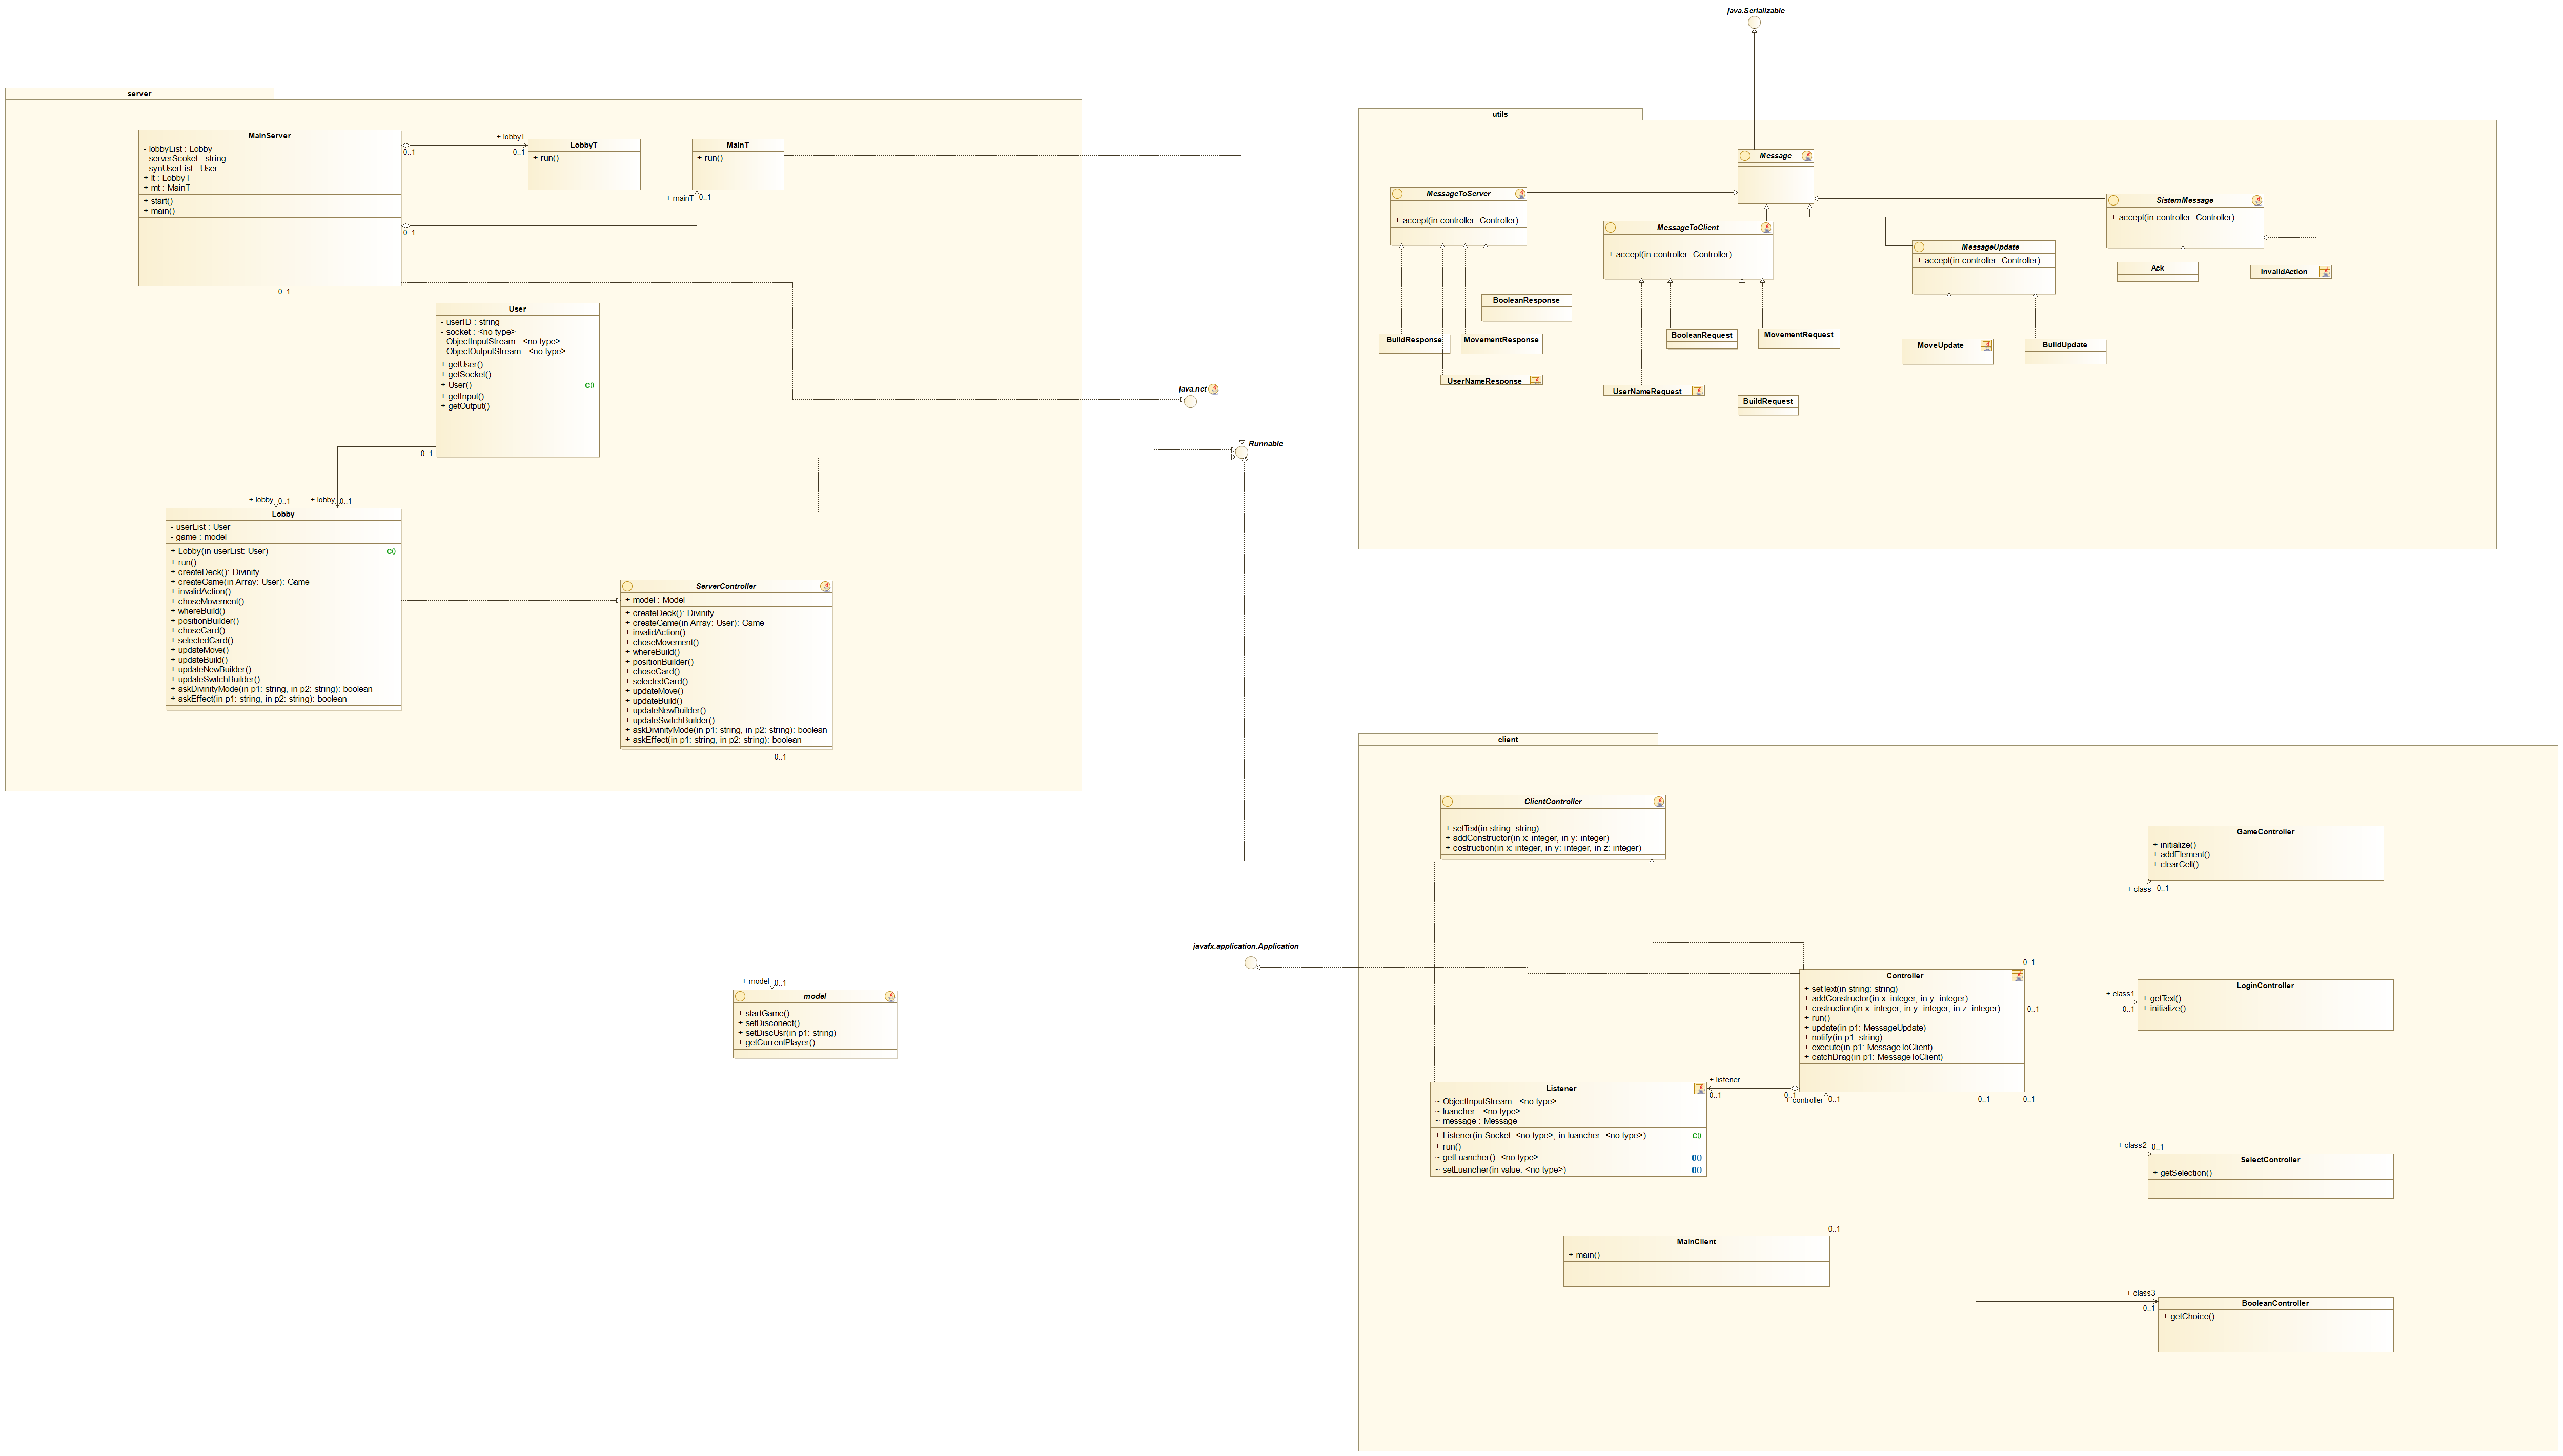 java.Serializable
server
MainServer
- lobbyList : Lobby
- serverScoket : string
- synUserList : User
+ lt : LobbyT
+ mt : MainT
+ start()
+ main()
+ lobbyT
0..1
0..1
LobbyT
+ run()
MainT
+ run()
+ mainT
0..1
0..1
0..1
User
- userID : string
- socket : <no type>
- ObjectInputStream : <no type>
- ObjectOutputStream : <no type>
+ getUser()
+ getSocket()
+ User()
C()
+ getInput()
+ getOutput()
0..1
+ lobby
0..1
+ lobby
0..1
Lobby
- userList : User
- game : model
+ Lobby(in userList: User)
C()
+ run()
+ createDeck(): Divinity
+ createGame(in Array: User): Game
+ invalidAction()
+ choseMovement()
+ whereBuild()
+ positionBuilder()
+ choseCard()
+ selectedCard()
+ updateMove()
+ updateBuild()
+ updateNewBuilder()
+ updateSwitchBuilder()
+ askDivinityMode(in p1: string, in p2: string): boolean
+ askEffect(in p1: string, in p2: string): boolean
ServerController
+ model : Model
+ createDeck(): Divinity
+ createGame(in Array: User): Game
+ invalidAction()
+ choseMovement()
+ whereBuild()
+ positionBuilder()
+ choseCard()
+ selectedCard()
+ updateMove()
+ updateBuild()
+ updateNewBuilder()
+ updateSwitchBuilder()
+ askDivinityMode(in p1: string, in p2: string): boolean
+ askEffect(in p1: string, in p2: string): boolean
0..1
+ model
0..1
model
+ startGame()
+ setDisconect()
+ setDiscUsr(in p1: string)
+ getCurrentPlayer()
java.net
Runnable
javafx.application.Application
utils
Message
MessageToServer
+ accept(in controller: Controller)
MessageToClient
+ accept(in controller: Controller)
MessageUpdate
+ accept(in controller: Controller)
SistemMessage
+ accept(in controller: Controller)
Ack
InvalidAction
BooleanResponse
BuildResponse
MovementResponse
UserNameResponse
BooleanRequest
MovementRequest
UserNameRequest
BuildRequest
MoveUpdate
BuildUpdate
client
ClientController
+ setText(in string: string)
+ addConstructor(in x: integer, in y: integer)
+ costruction(in x: integer, in y: integer, in z: integer)
GameController
+ initialize()
+ addElement()
+ clearCell()
+ class
0..1
0..1
Controller
+ setText(in string: string)
+ addConstructor(in x: integer, in y: integer)
+ costruction(in x: integer, in y: integer, in z: integer)
+ run()
+ update(in p1: MessageUpdate)
+ notify(in p1: string)
+ execute(in p1: MessageToClient)
+ catchDrag(in p1: MessageToClient)
+ class1
0..1
0..1
LoginController
+ getText()
+ initialize()
+ listener
0..1
0..1
+ controller
0..1
0..1
0..1
Listener
~ ObjectInputStream : <no type>
~ luancher : <no type>
~ message : Message
+ Listener(in Socket: <no type>, in luancher: <no type>)
C()
+ run()
~ getLuancher(): <no type>
~ setLuancher(in value: <no type>)
+ class2
0..1
SelectController
+ getSelection()
0..1
MainClient
+ main()
+ class3
0..1
BooleanController
+ getChoice()